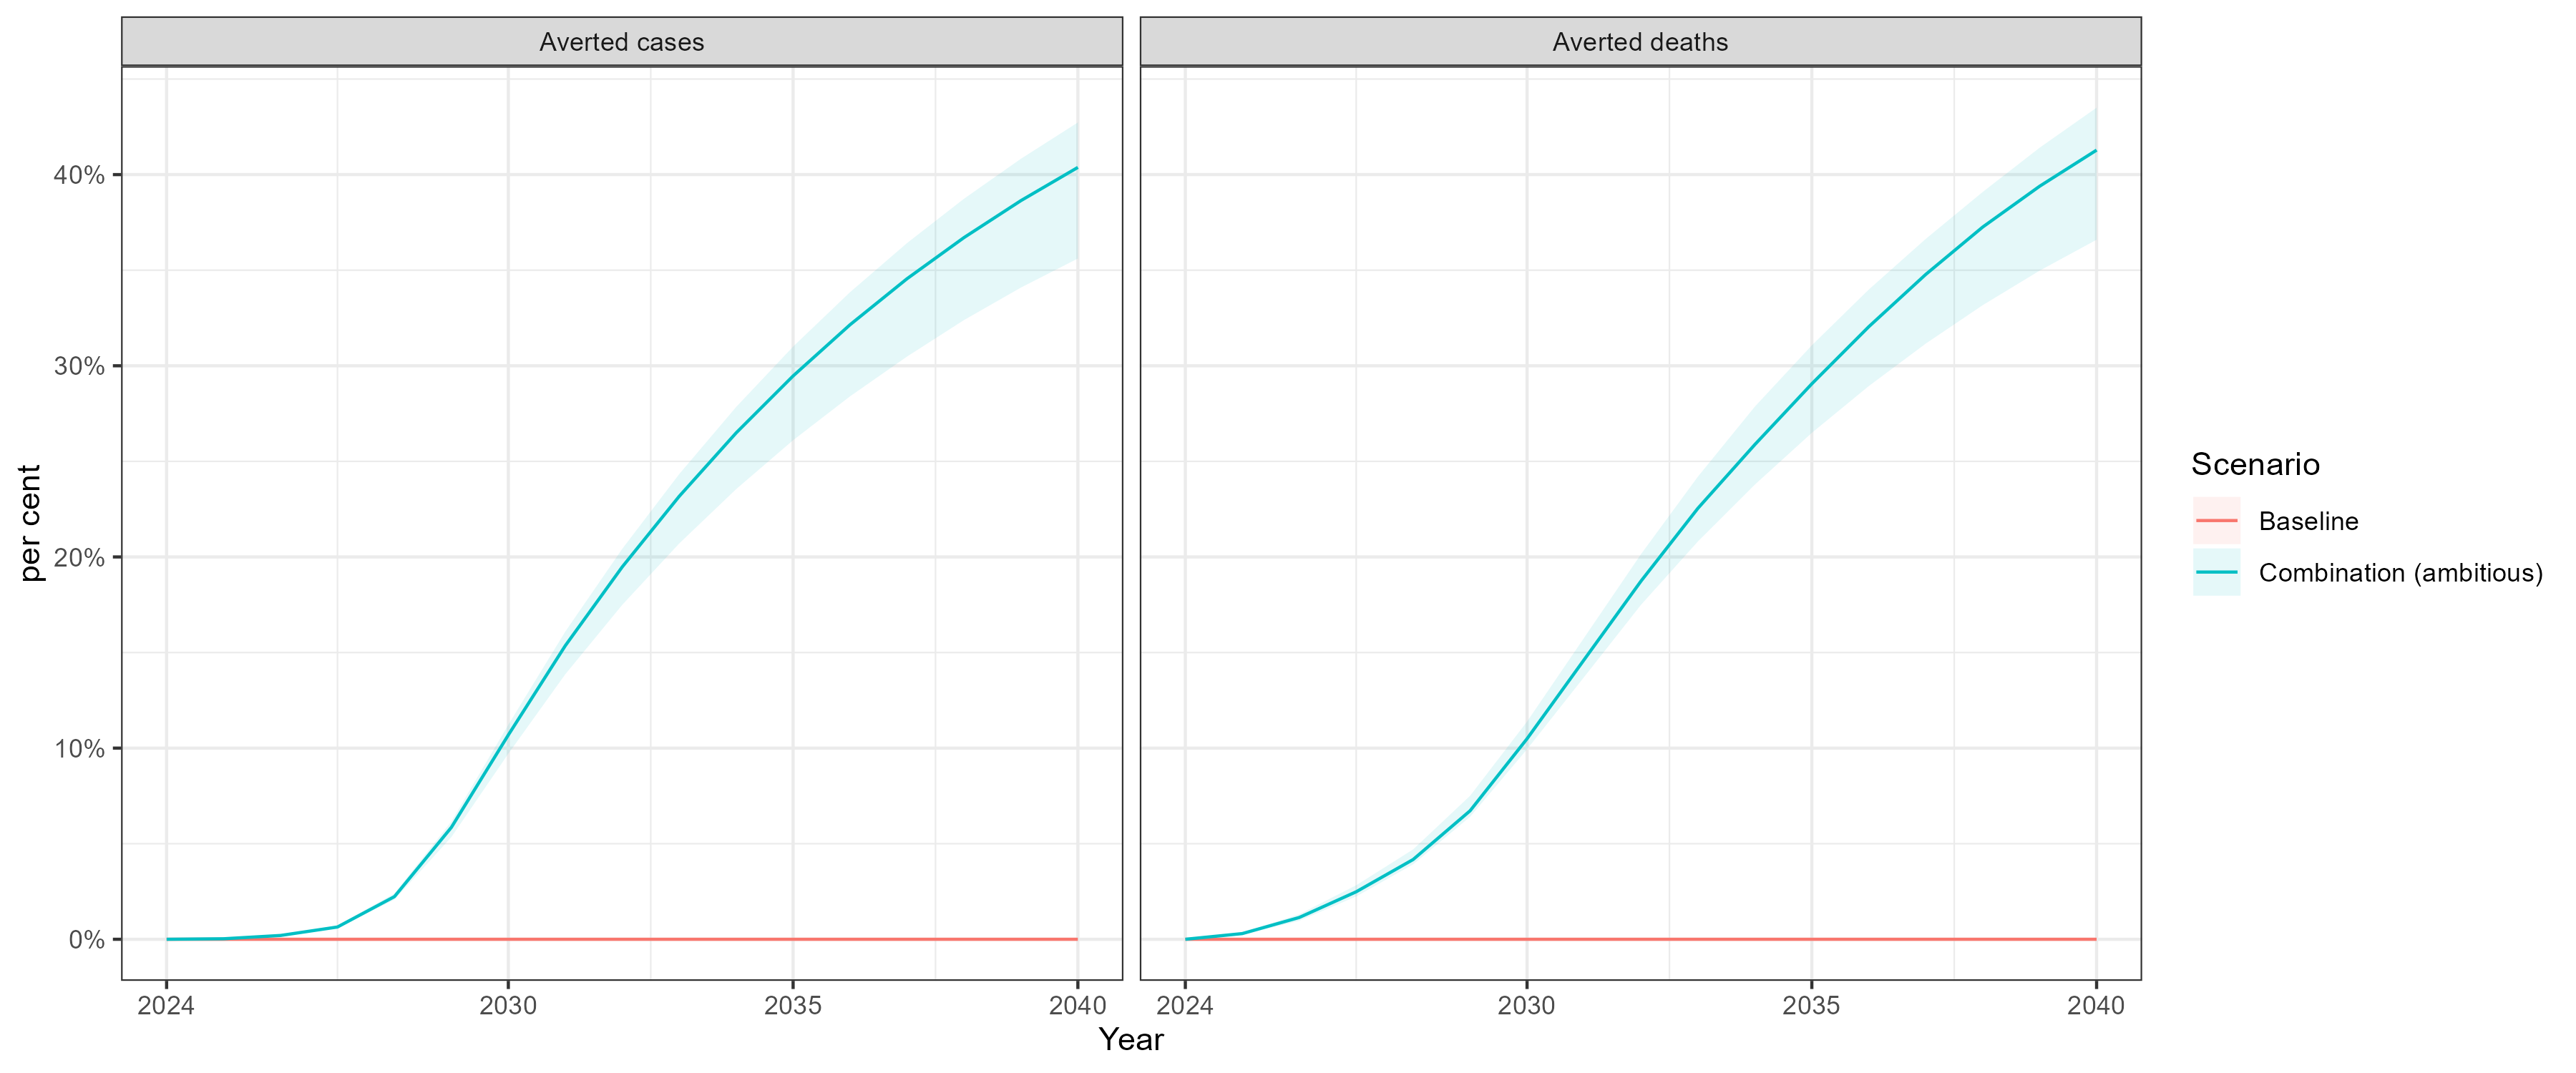 Averted cases
Averted deaths
per cent
40%
30%
20%
10%
0%
2024 2030 2035 2040
2024 2030 2035 2040
Year
Scenario
Baseline
Combination (ambitious)